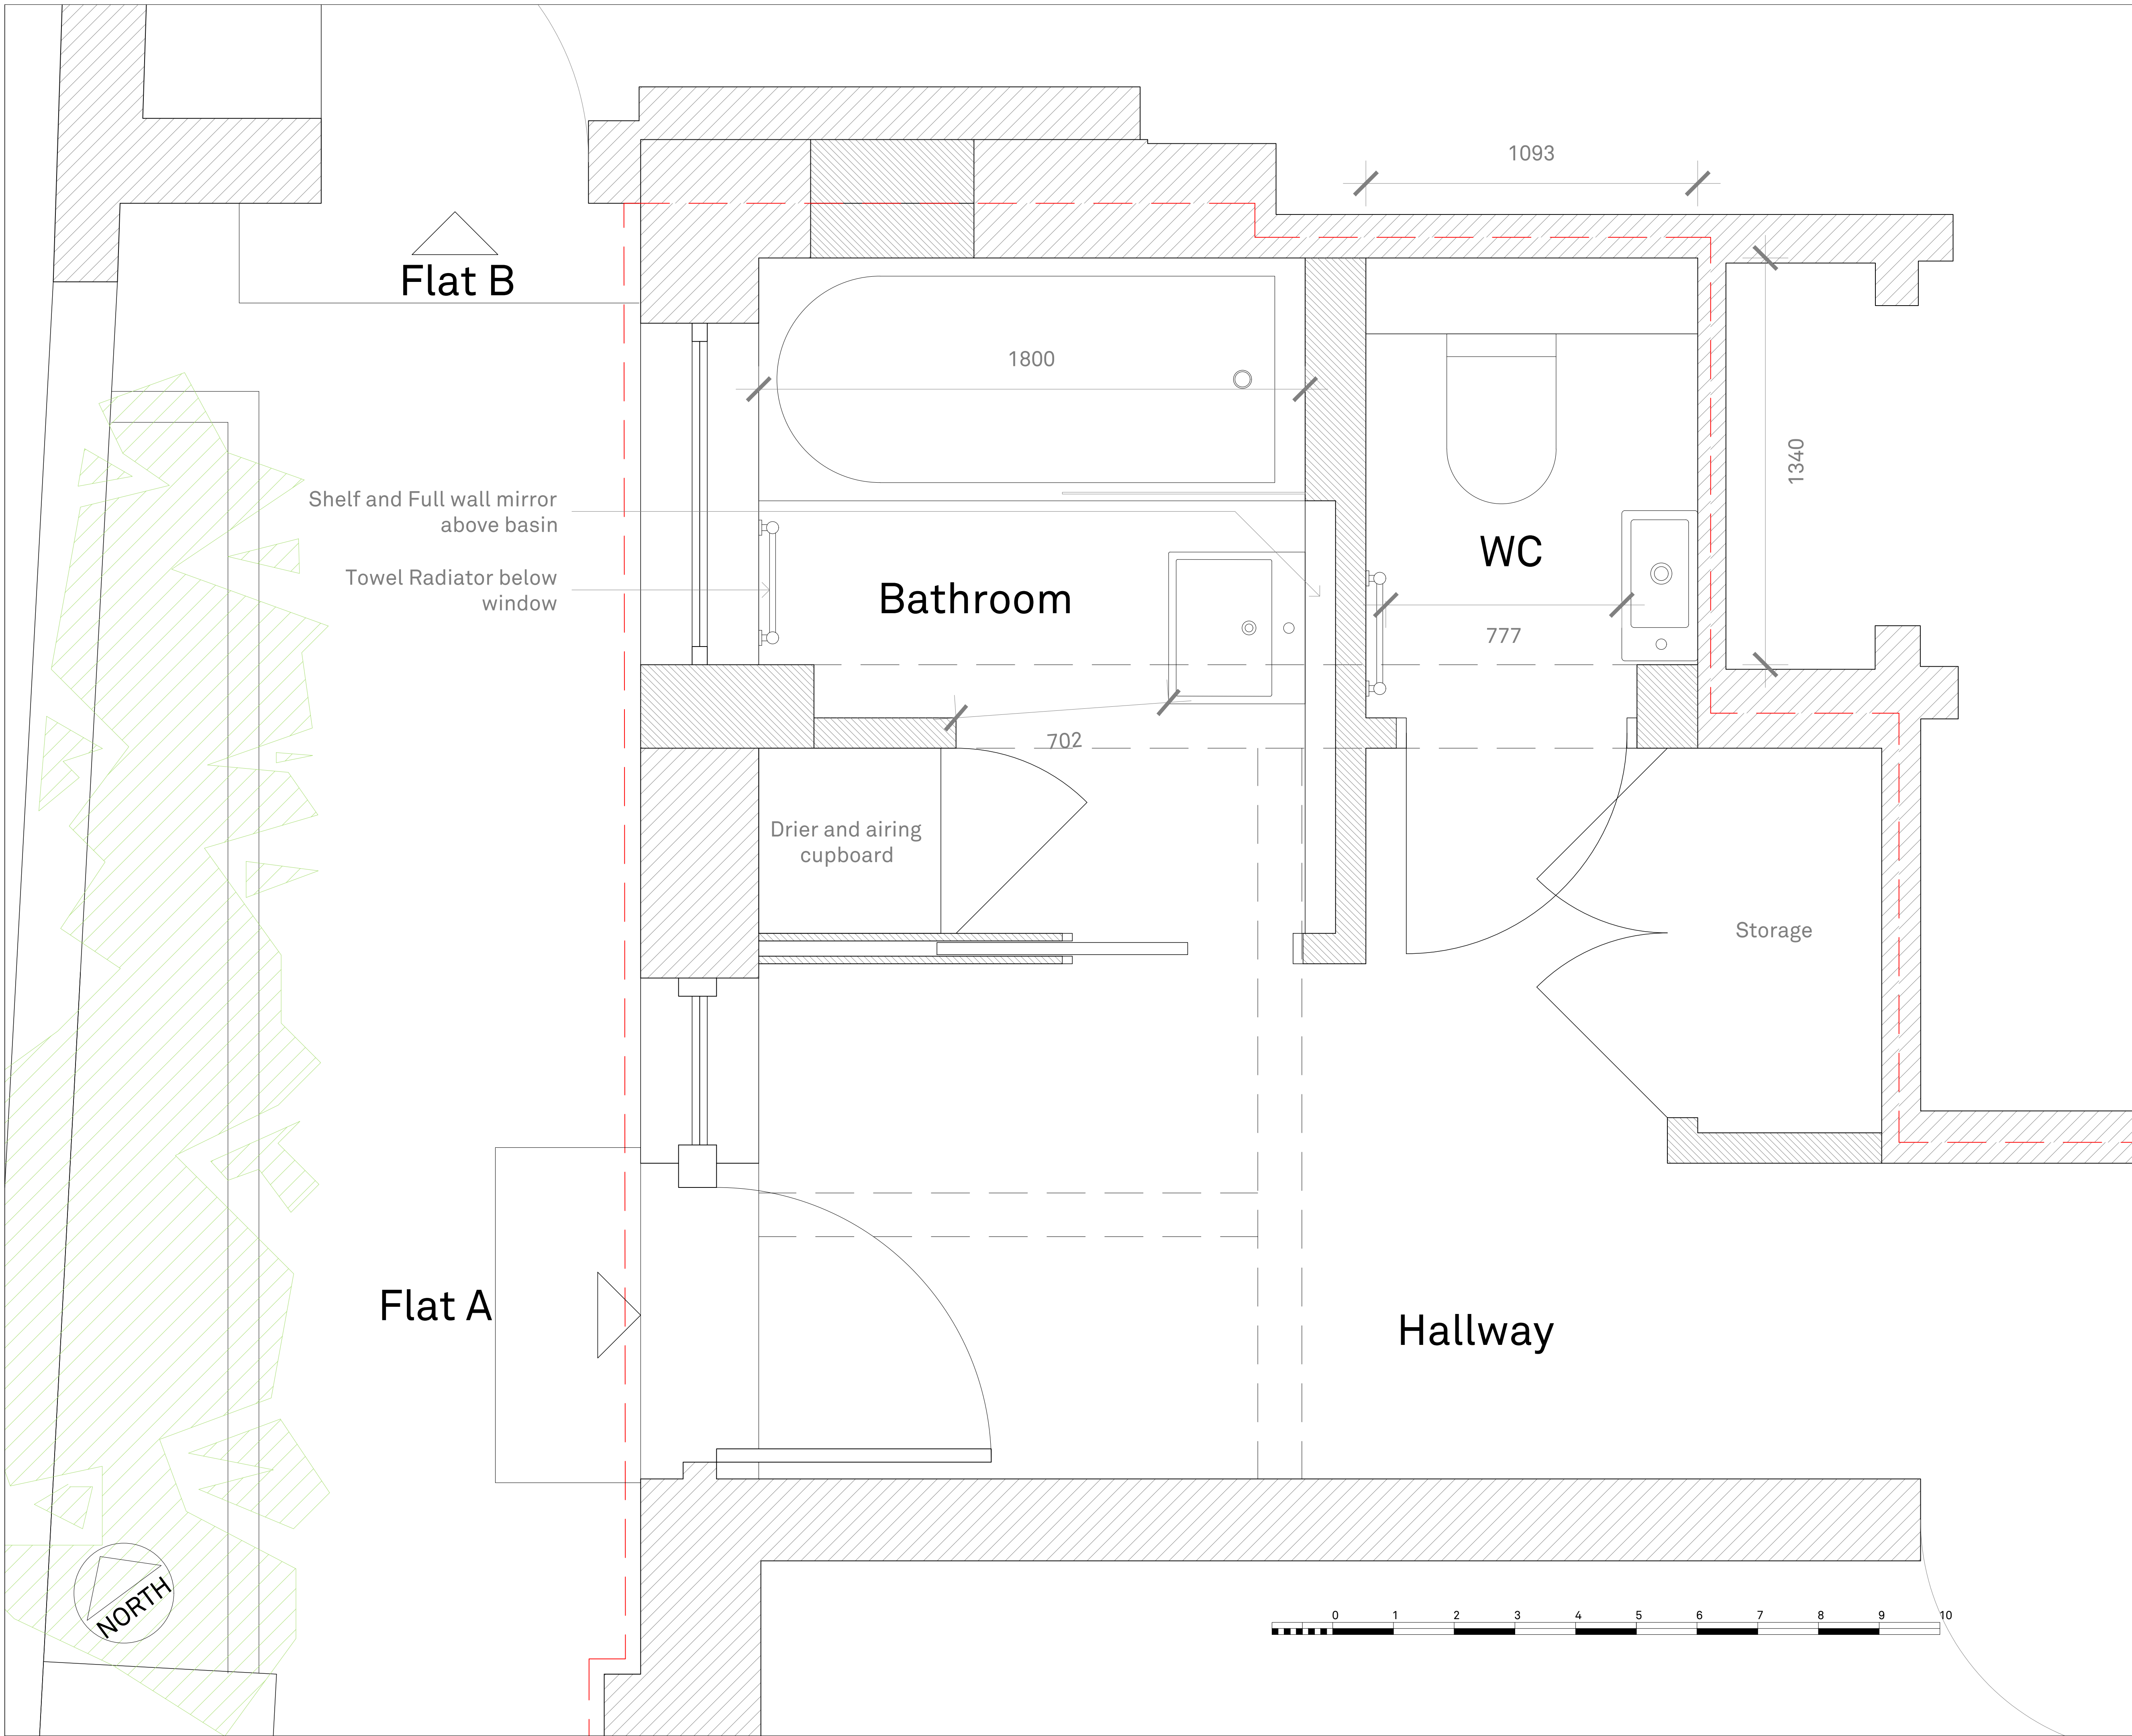 1093
Flat B
1800
1340
Shelf and Full wall mirror
above basin
WC
Towel Radiator below
window
Bathroom
777
702
Drier and airing
cupboard
Storage
Flat A
Hallway
NORTH
0 1 2 3 4 5 6 7 8 9 10